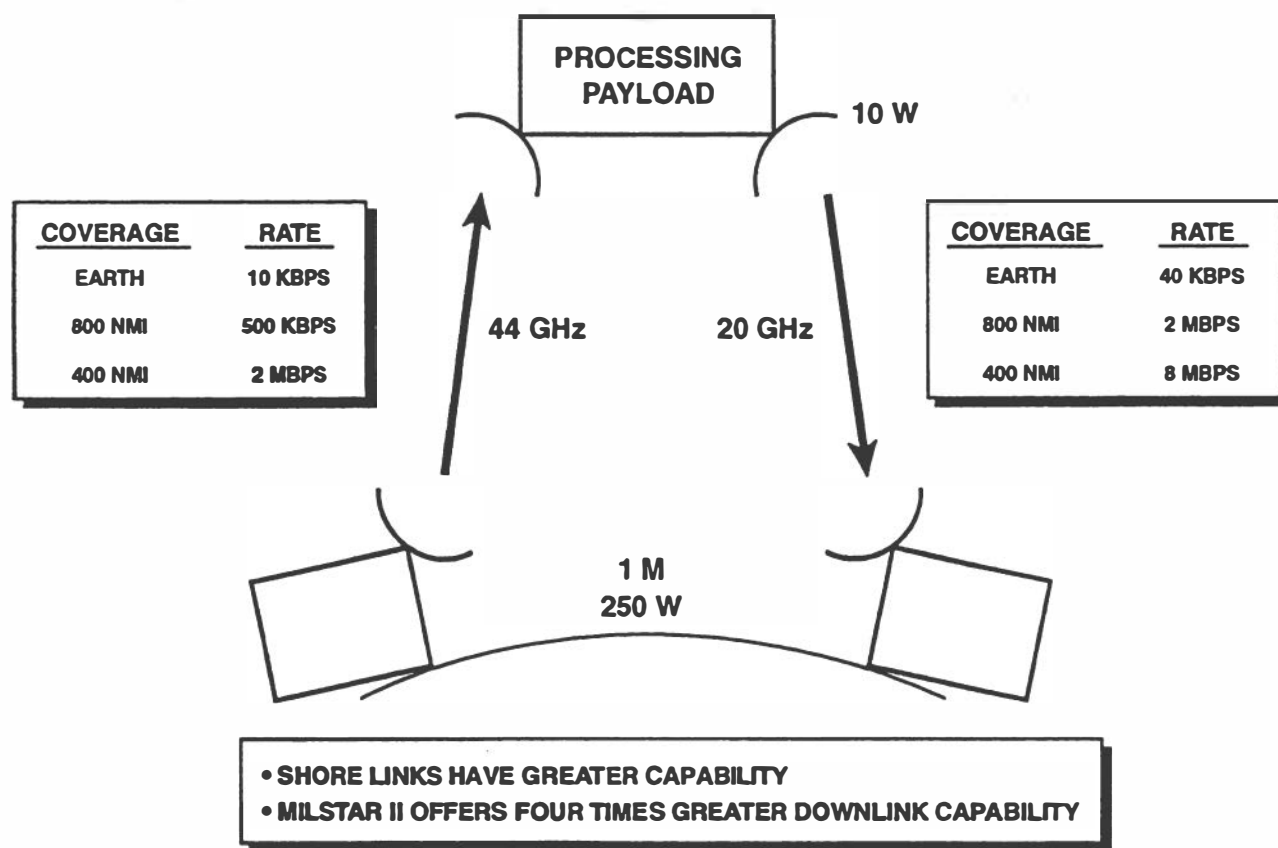 PROCESSING
PAYLOAD
10 W
COVERAGE RATE
EARTH 10 KBPS
800 NMI 500 KBPS
400 NMI 2 MBPS
44 GHz
20 GHz
COVERAGE RATE
EARTH 40 KBPS
800 NMI 2 MBPS
400 NMI 8 MBPS
1 M
250 W
• SHORE LINKS HAVE GREATER CAPABILITY
• MILSTAR II OFFERS FOUR TIMES GREATER DOWNLINK CAPABILITY